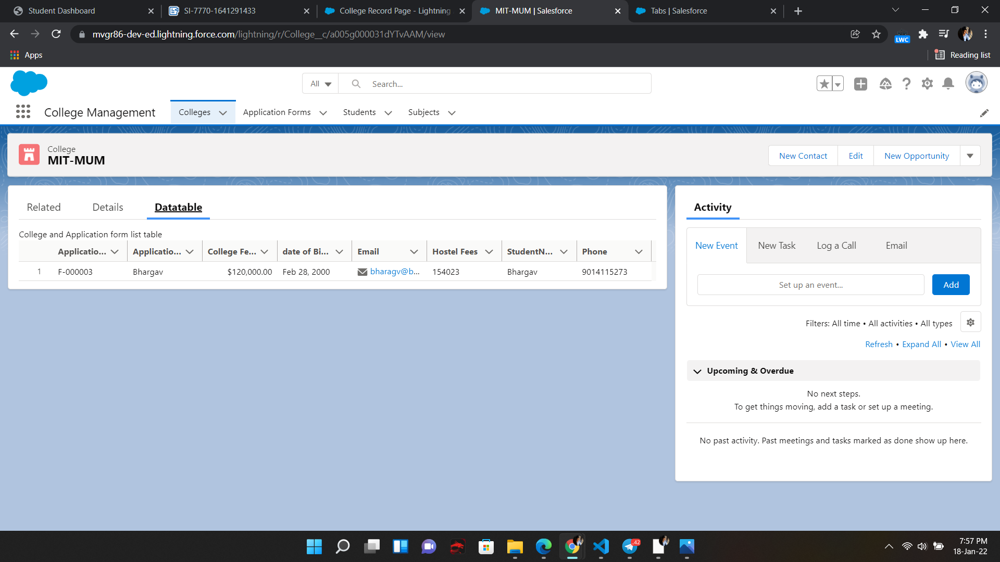 Student Dashboard
SI-7770-1641291433
College Record Page - Lightning
MIT-MUM | Salesforce
Tabs | Salesforce
mvgr86-dev-ed.lightning.force.com/lightning/r/College__c/a005g000031dYTvAAM/view
LWC
Apps
Reading list
All
Search...
College Management
Colleges
Application Forms
Students
Subjects
College
MIT-MUM
New Contact
Edit
New Opportunity
Related
Details
Datatable
College and Application form list table
Applicatio... Applicatio... College Fe... date of Bi... Email Hostel Fees StudentN... Phone
1 F-000003 Bhargav $120,000.00 Feb 28, 2000 bharagv@b... 154023 Bhargav 9014115273
Activity
New Event
New Task
Log a Call
Email
Set up an event...
Add
Filters: All time • All activities • All types
Refresh • Expand All • View All
Upcoming & Overdue
No next steps.
To get things moving, add a task or set up a meeting.
No past activity. Past meetings and tasks marked as done show up here.
42
7:57 PM
18-Jan-22